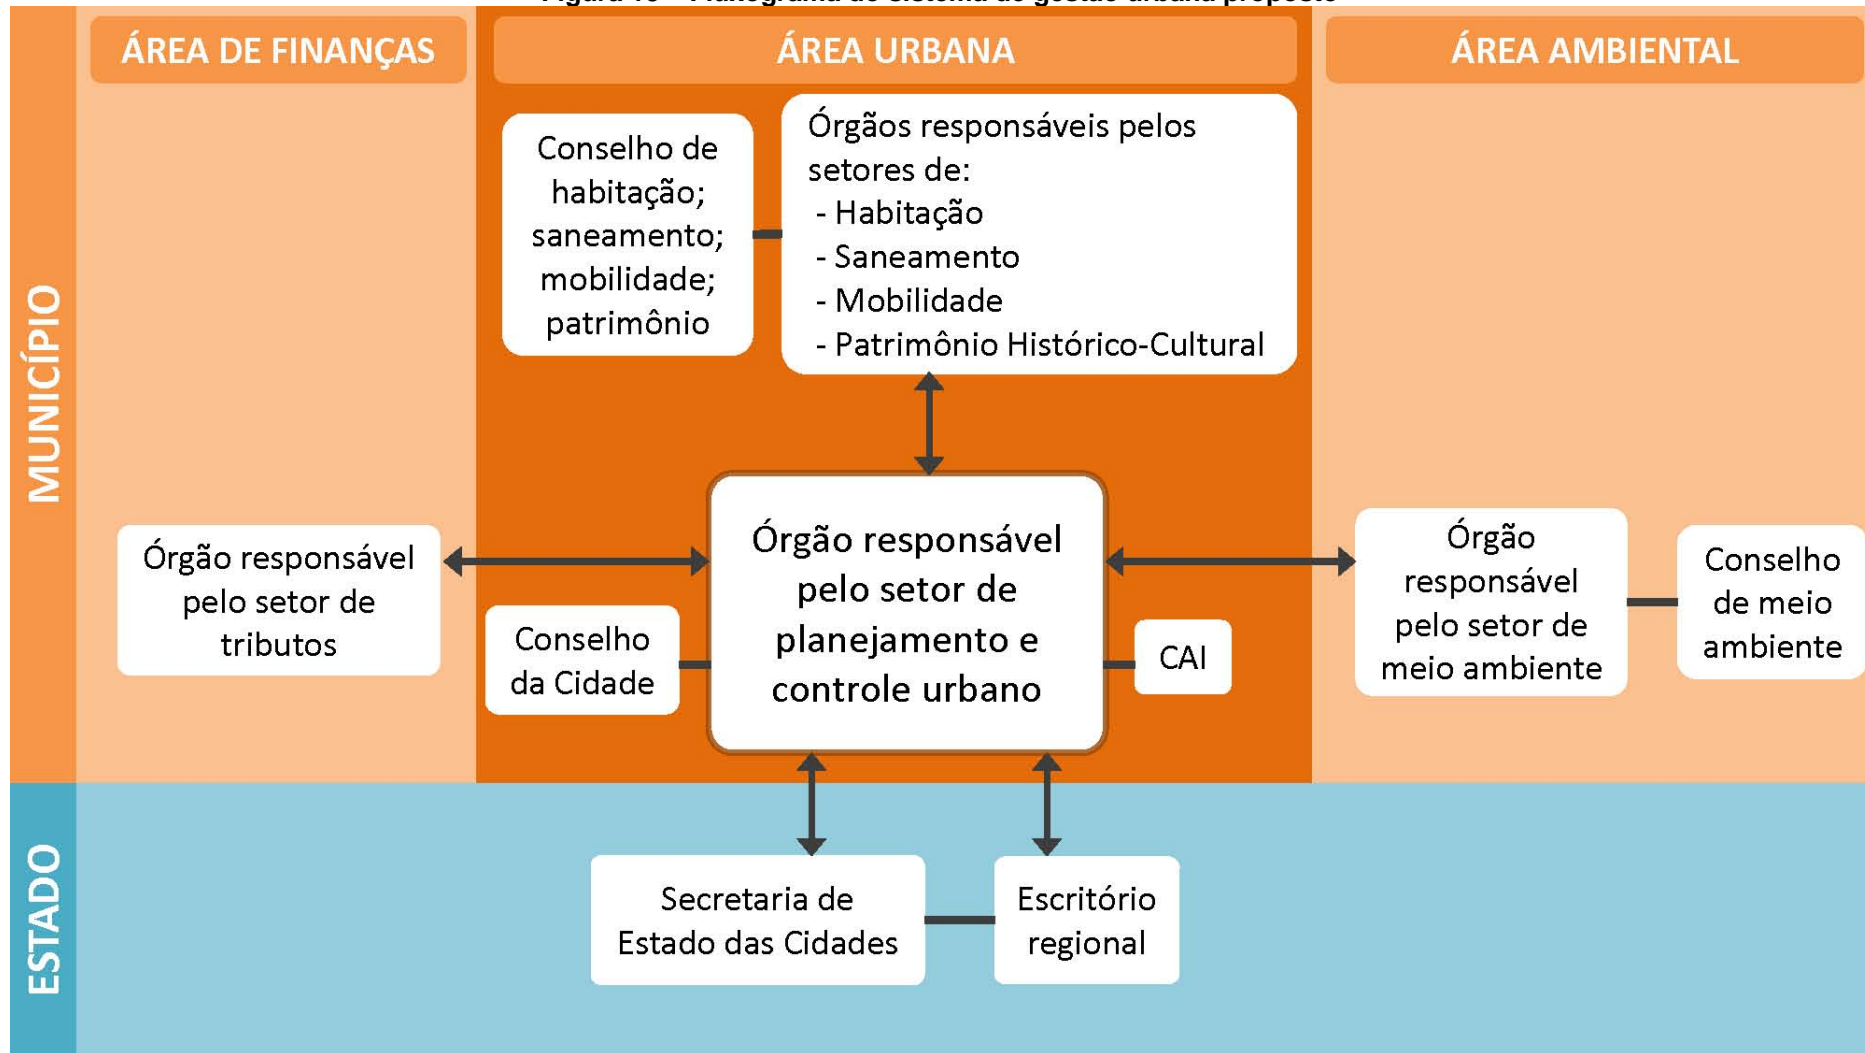 ÁREA DE FINANÇAS
ÁREA URBANA
ÁREA AMBIENTAL
MUNICÍPIO
Conselho de
habitação;
saneamento;
mobilidade;
patrimônio
Órgãos responsáveis pelos
setores de:
- Habitação
- Saneamento
- Mobilidade
- Patrimônio Histórico-Cultural
Órgão responsável
pelo setor de
tributos
Conselho
da Cidade
Órgão responsável
pelo setor de
planejamento e
controle urbano
CAI
Órgão
responsável
pelo setor de
meio ambiente
Conselho
de meio
ambiente
ESTADO
Secretaria de
Estado das Cidades
Escritório
regional